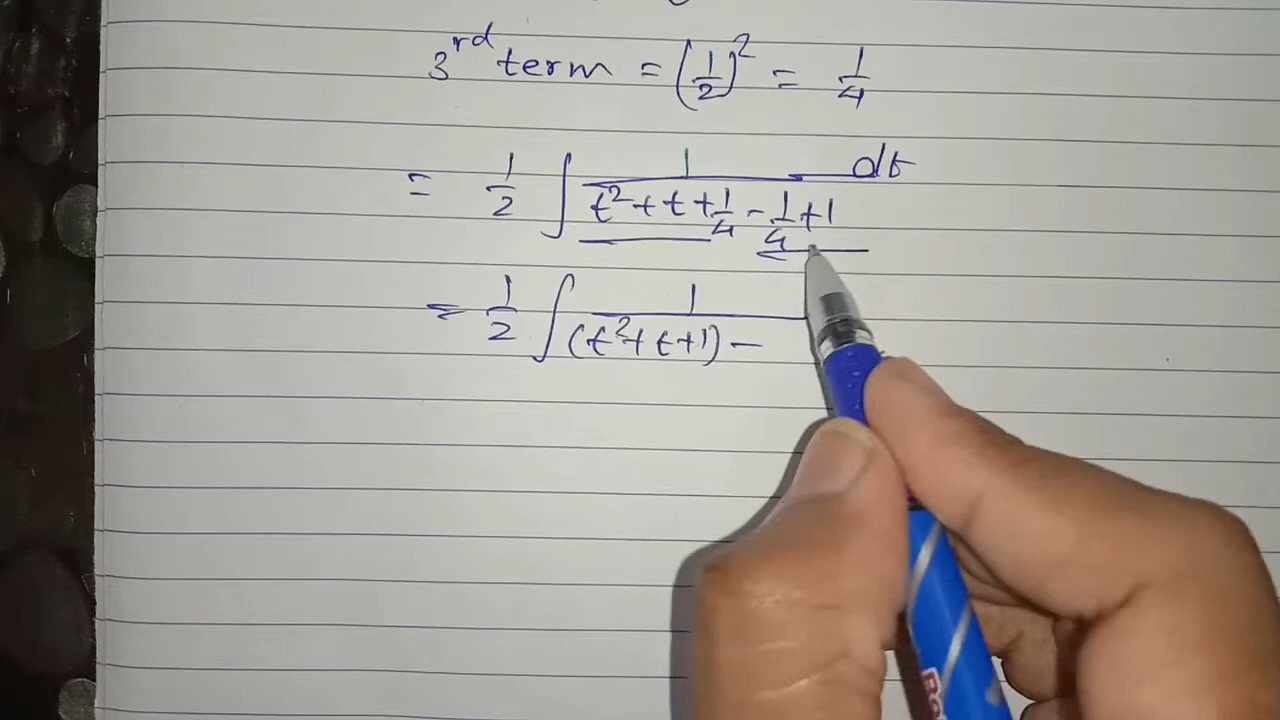 3rd term = (1/2)² = 1/4
= 1/2 ∫ 1/(t² + t + 1/4 - 1/4 + 1) dt
= 1/2 ∫ 1/((t² + t + 1) -